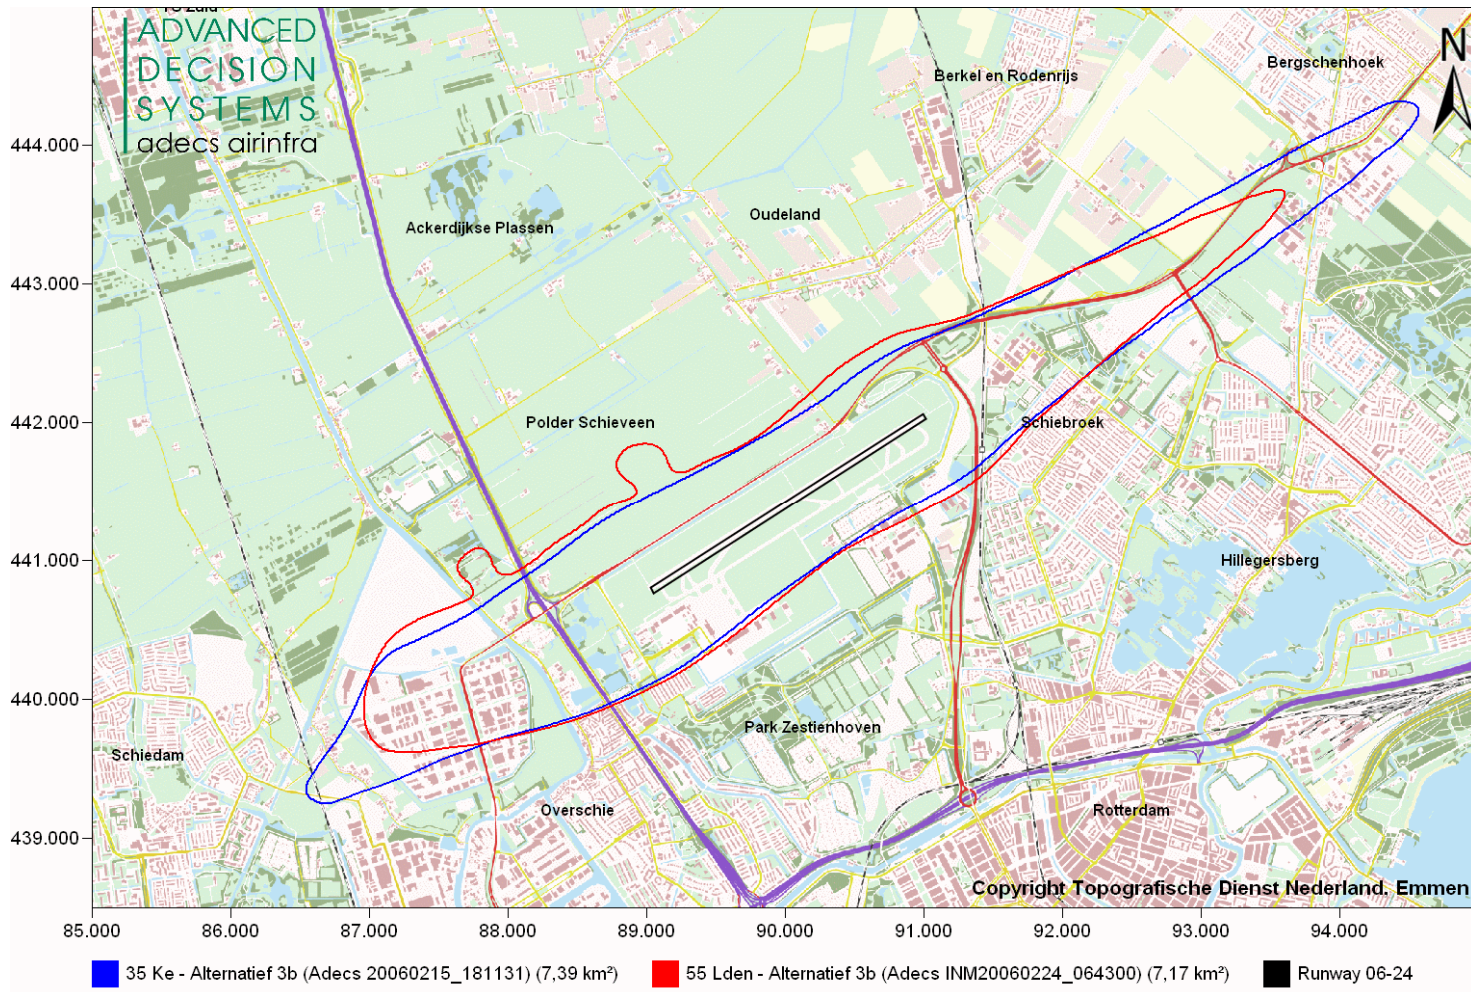 ADVANCED
DECISION
SYSTEMS
adecs airinfra
N
Bergschenhoek
Berkel en Rodenrijs
444.000
Oudeland
Ackerdijkse Plassen
443.000
442.000
Polder Schieveen
Schiebroek
441.000
Hillegersberg
440.000
Park Zestienhoven
Schiedam
Overschie
Rotterdam
439.000
Copyright Topografische Dienst Nederland. Emmen
85.000 86.000 87.000 88.000 89.000 90.000 91.000 92.000 93.000 94.000
35 Ke - Alternatief 3b (Adecs 20060215_181131) (7,39 km²) 55 Lden - Alternatief 3b (Adecs INM20060224_064300) (7,17 km²) Runway 06-24